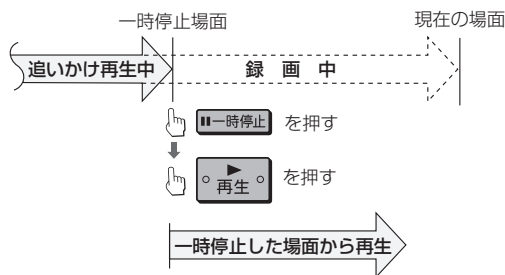 一時停止場面
現在の場面
追いかけ再生中
録画中
一時停止 を押す
再生 を押す
一時停止した場面から再生